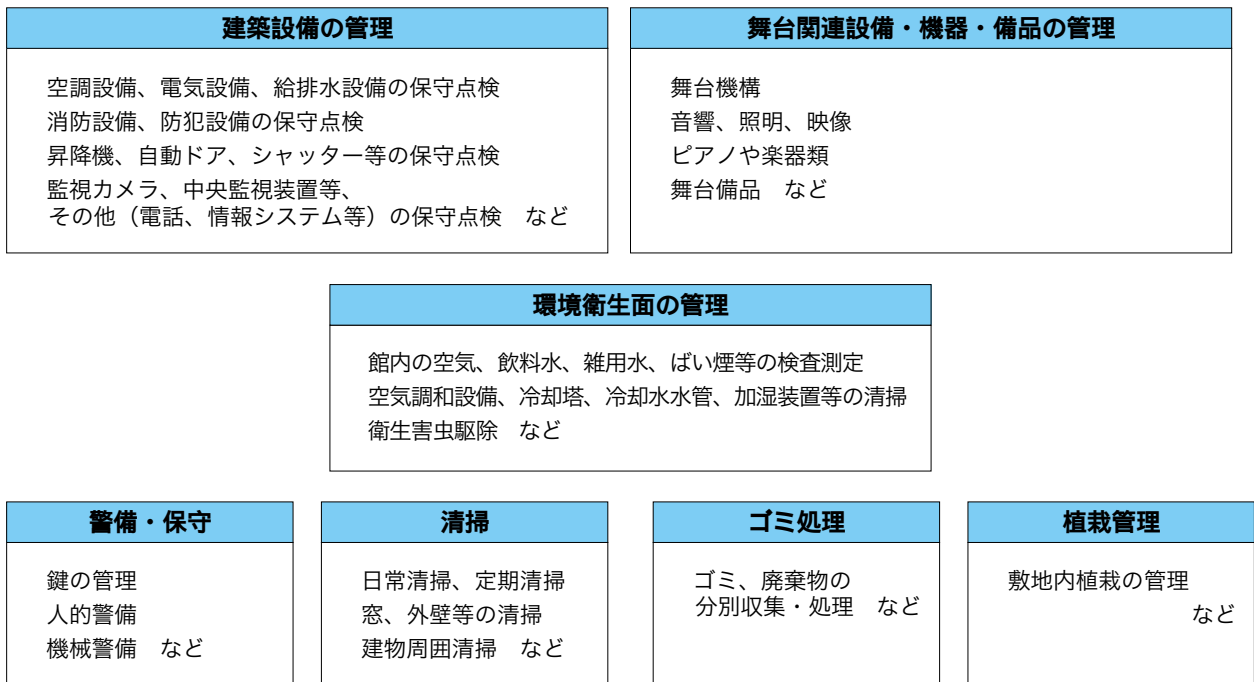 建築設備の管理
空調設備、電気設備、給排水設備の保守点検
消防設備、防犯設備の保守点検
昇降機、自動ドア、シャッター等の保守点検
監視カメラ、中央監視装置等、
その他（電話、情報システム等）の保守点検　など
舞台関連設備・機器・備品の管理
舞台機構
音響、照明、映像
ピアノや楽器類
舞台備品　など
環境衛生面の管理
館内の空気、飲料水、雑用水、ばい煙等の検査測定
空気調和設備、冷却塔、冷却水水管、加湿装置等の清掃
衛生害虫駆除　など
警備・保守
鍵の管理
人的警備
機械警備　など
清掃
日常清掃、定期清掃
窓、外壁等の清掃
建物周囲清掃　など
ゴミ処理
ゴミ、廃棄物の
分別収集・処理　など
植栽管理
敷地内植栽の管理
など